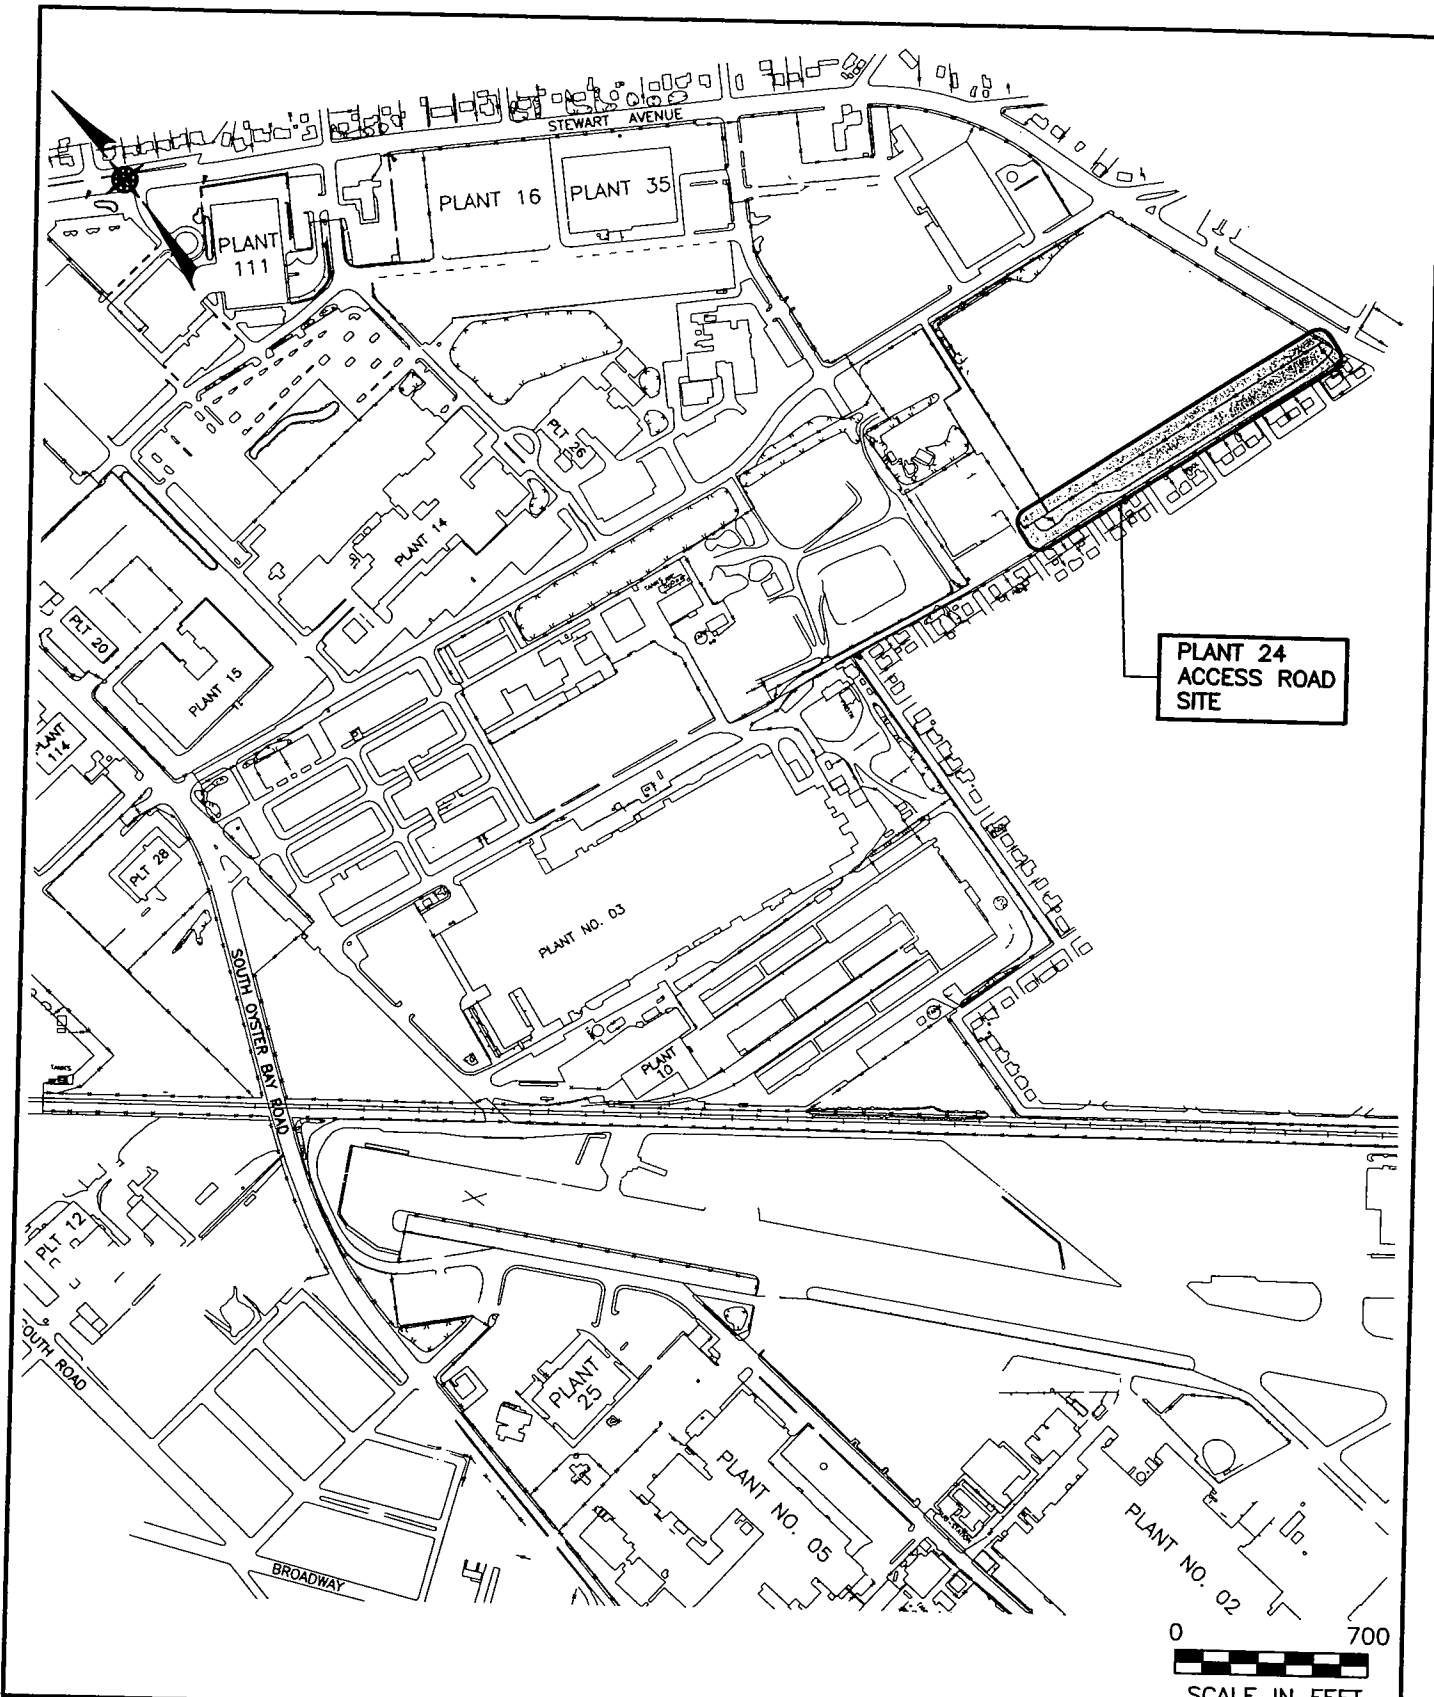 STEWART AVENUE
PLANT 16
PLANT 35
PLANT
111
PLT 26
PLANT 14
PLT 20
PLANT 15
PLANT
114
PLT 28
PLANT 24
ACCESS ROAD
SITE
PLANT NO. 03
SOUTH OYSTER BAY ROAD
PLANT
10
TANKS
PLT 12
OUTH ROAD
PLANT
25
PLANT NO. 05
PLANT NO. 02
BROADWAY
0 700
SCALE IN FEET